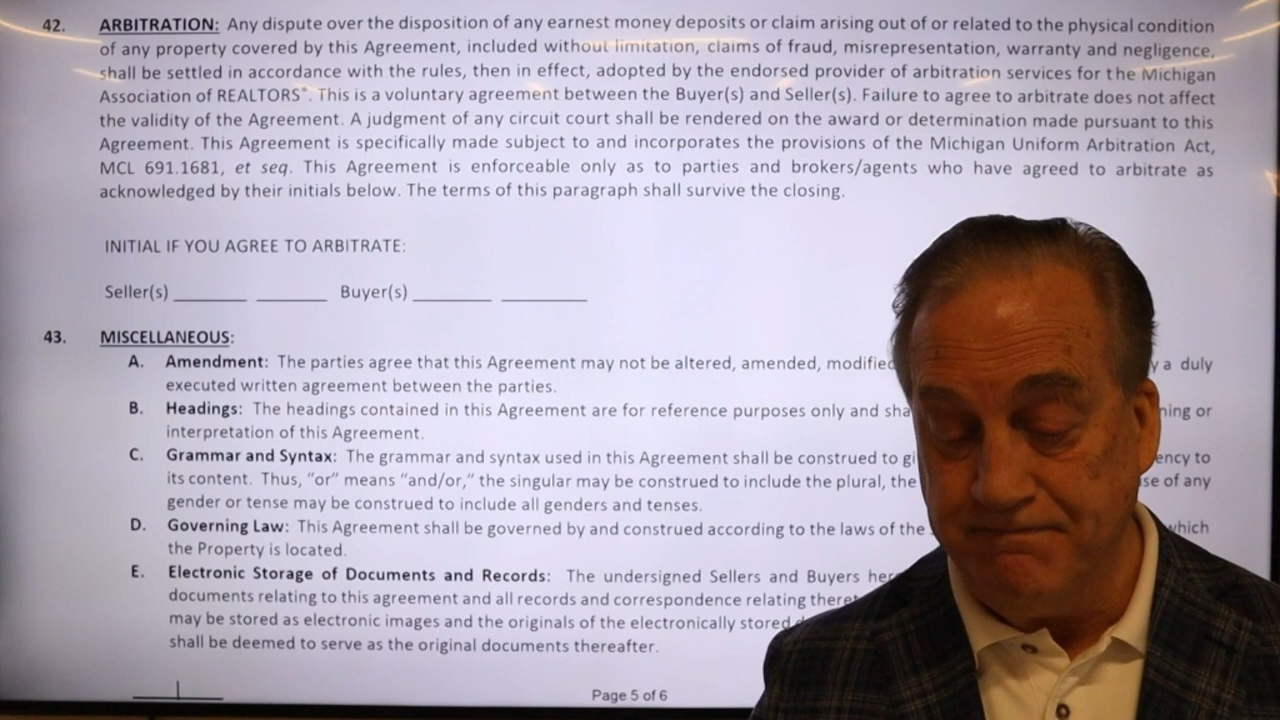 42. ARBITRATION: Any dispute over the disposition of any earnest money deposits or claim arising out of or related to the physical condition
of any property covered by this Agreement, included without limitation, claims of fraud, misrepresentation, warranty and negligence,
shall be settled in accordance with the rules, then in effect, adopted by the endorsed provider of arbitration services for the Michigan
Association of REALTORS®. This is a voluntary agreement between the Buyer(s) and Seller(s). Failure to agree to arbitrate does not affect
the validity of the Agreement. A judgment of any circuit court shall be rendered on the award or determination made pursuant to this
Agreement. This Agreement is specifically made subject to and incorporates the provisions of the Michigan Uniform Arbitration Act,
MCL 691.1681, et seq. This Agreement is enforceable only as to parties and brokers/agents who have agreed to arbitrate as
acknowledged by their initials below. The terms of this paragraph shall survive the closing.
INITIAL IF YOU AGREE TO ARBITRATE:
Seller(s) Buyer(s)
43. MISCELLANEOUS:
A. Amendment: The parties agree that this Agreement may not be altered, amended, modified a duly
executed written agreement between the parties.
B. Headings: The headings contained in this Agreement are for reference purposes only and or
interpretation of this Agreement.
C. Grammar and Syntax: The grammar and syntax used in this Agreement shall be construed to to
its content. Thus, “or” means “and/or,” the singular may be construed to include the plural, the of any
gender or tense may be construed to include all genders and tenses.
D. Governing Law: This Agreement shall be governed by and construed according to the laws of the which
the Property is located.
E. Electronic Storage of Documents and Records: The undersigned Sellers and Buyers
documents relating to this agreement and all records and correspondence relating
may be stored as electronic images and the originals of the electronically stored
shall be deemed to serve as the original documents thereafter.
Page 5 of 6